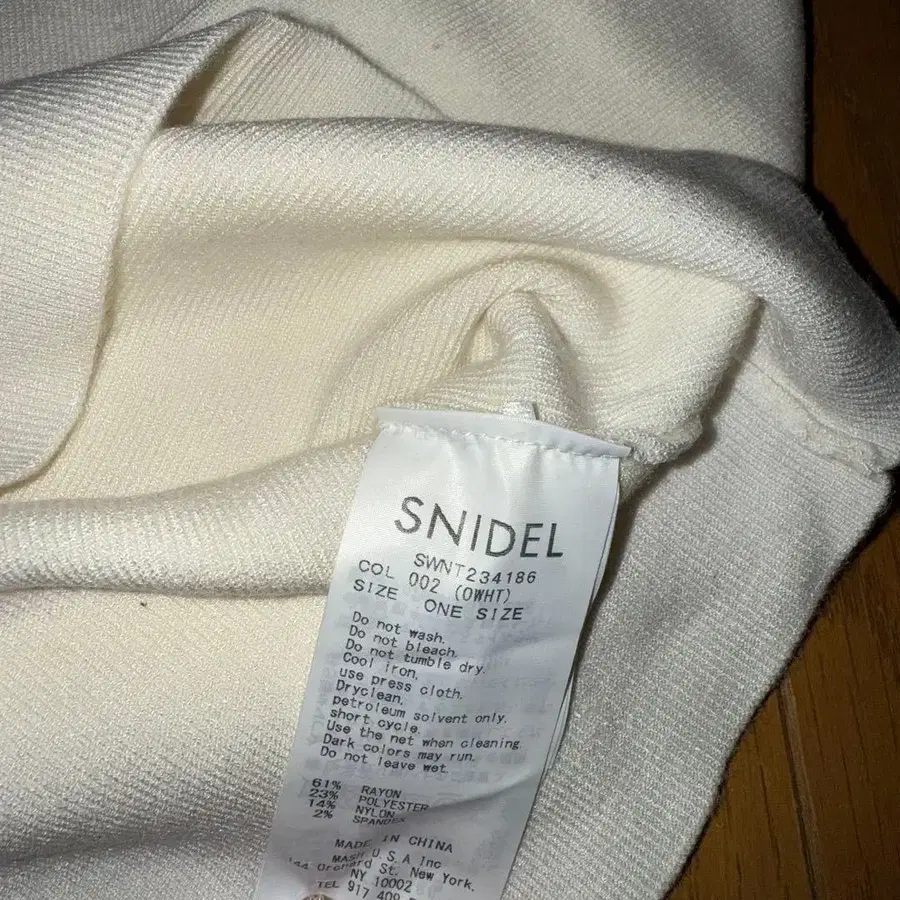 SNIDEL
SWNT234186
COL 002 (OWHT)
SIZE ONE SIZE
Do not wash.
Do not bleach.
Do not tumble dry.
Cool iron,
use press cloth.
Dryclean,
petroleum solvent only.
short cycle.
Use the net when cleaning.
Dark colors may run.
Do not leave wet.
61% RAYON
23% POLYESTER
14% NYLON
2% SPANDEX
MADE IN CHINA
U.S.A Inc
Orchard St. New York,
NY 10002
TEL 917 409